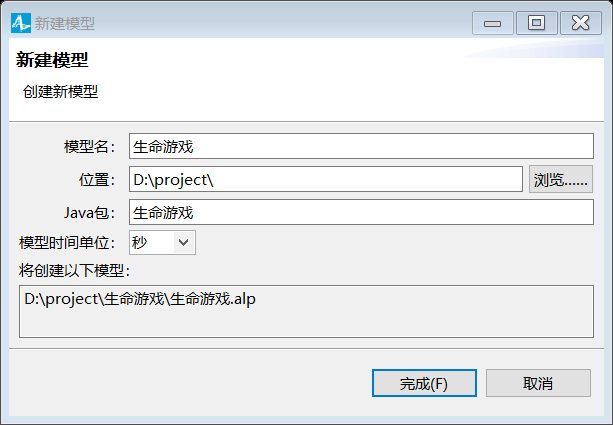 新建模型
新建模型
创建新模型
模型名： 生命游戏
位置： D:\project\ 浏览......
Java包： 生命游戏
模型时间单位： 秒
将创建以下模型：
D:\project\生命游戏\生命游戏.alp
完成(F) 取消